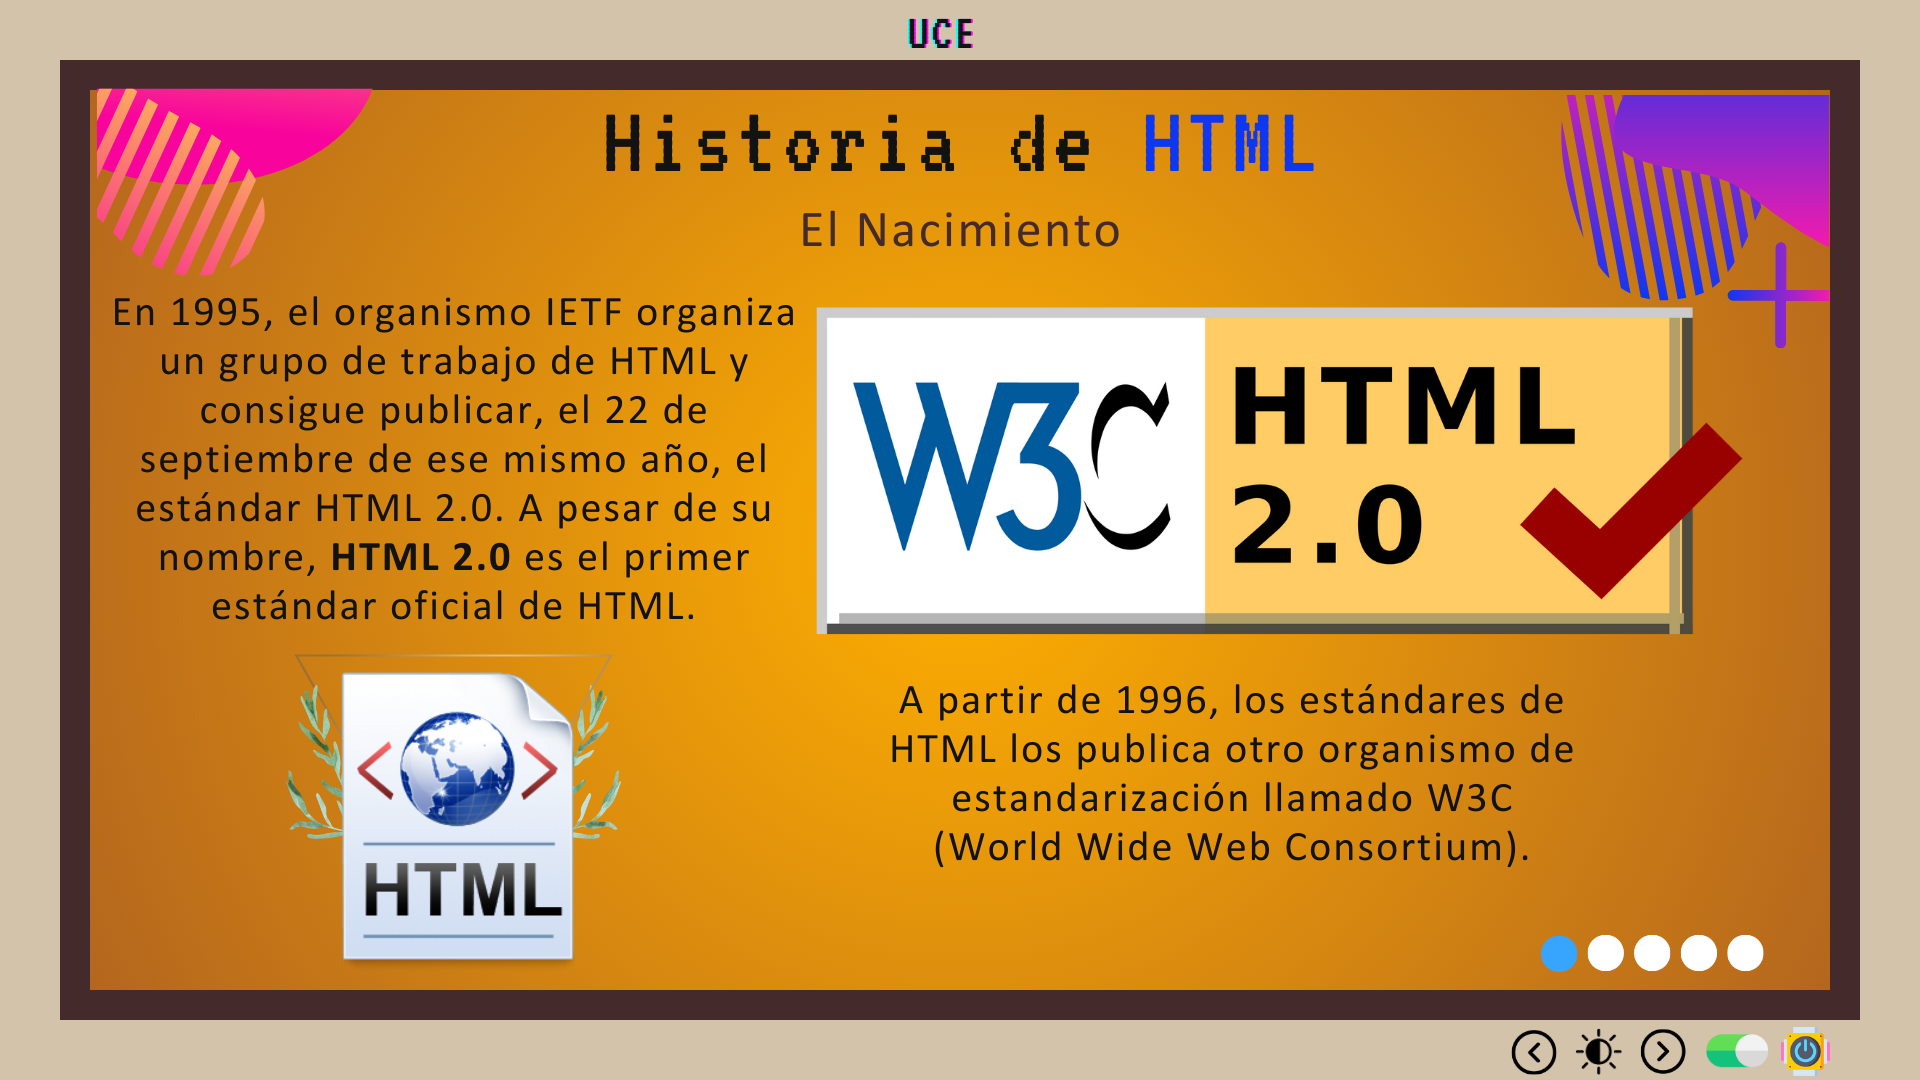 UCE
Historia de HTML
El Nacimiento
En 1995, el organismo IETF organiza
un grupo de trabajo de HTML y
consigue publicar, el 22 de
septiembre de ese mismo año, el
estándar HTML 2.0. A pesar de su
nombre, HTML 2.0 es el primer
estándar oficial de HTML.
W3C
HTML
2.0
< >
HTML
A partir de 1996, los estándares de
HTML los publica otro organismo de
estandarización llamado W3C
(World Wide Web Consortium).